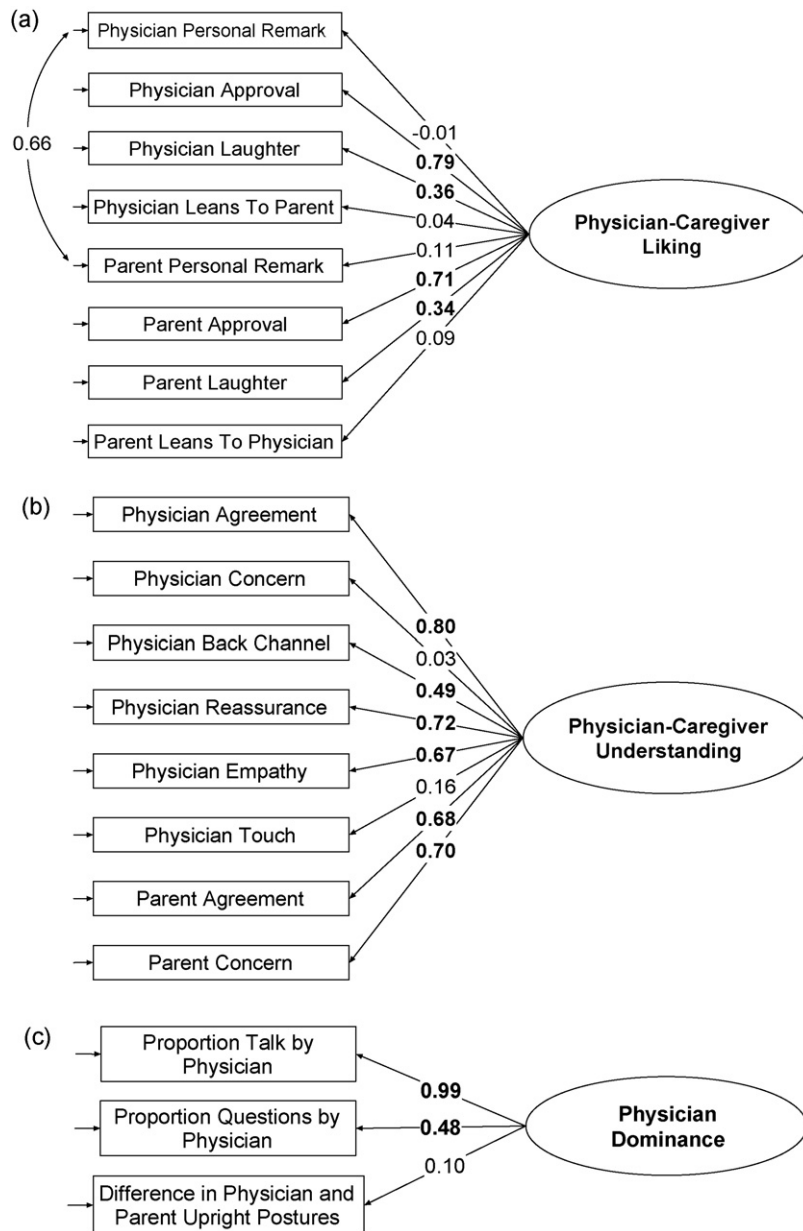 (a)
Physician Personal Remark
Physician Approval
Physician Laughter
Physician Leans To Parent
Parent Personal Remark
Parent Approval
Parent Laughter
Parent Leans To Physician
0.66
-0.01
0.79
0.36
0.04
0.11
0.71
0.34
0.09
Physician-Caregiver
Liking
(b)
Physician Agreement
Physician Concern
Physician Back Channel
Physician Reassurance
Physician Empathy
Physician Touch
Parent Agreement
Parent Concern
0.80
0.03
0.49
0.72
0.67
0.16
0.68
0.70
Physician-Caregiver
Understanding
(c)
Proportion Talk by
Physician
Proportion Questions by
Physician
Difference in Physician and
Parent Upright Postures
0.99
0.48
0.10
Physician
Dominance